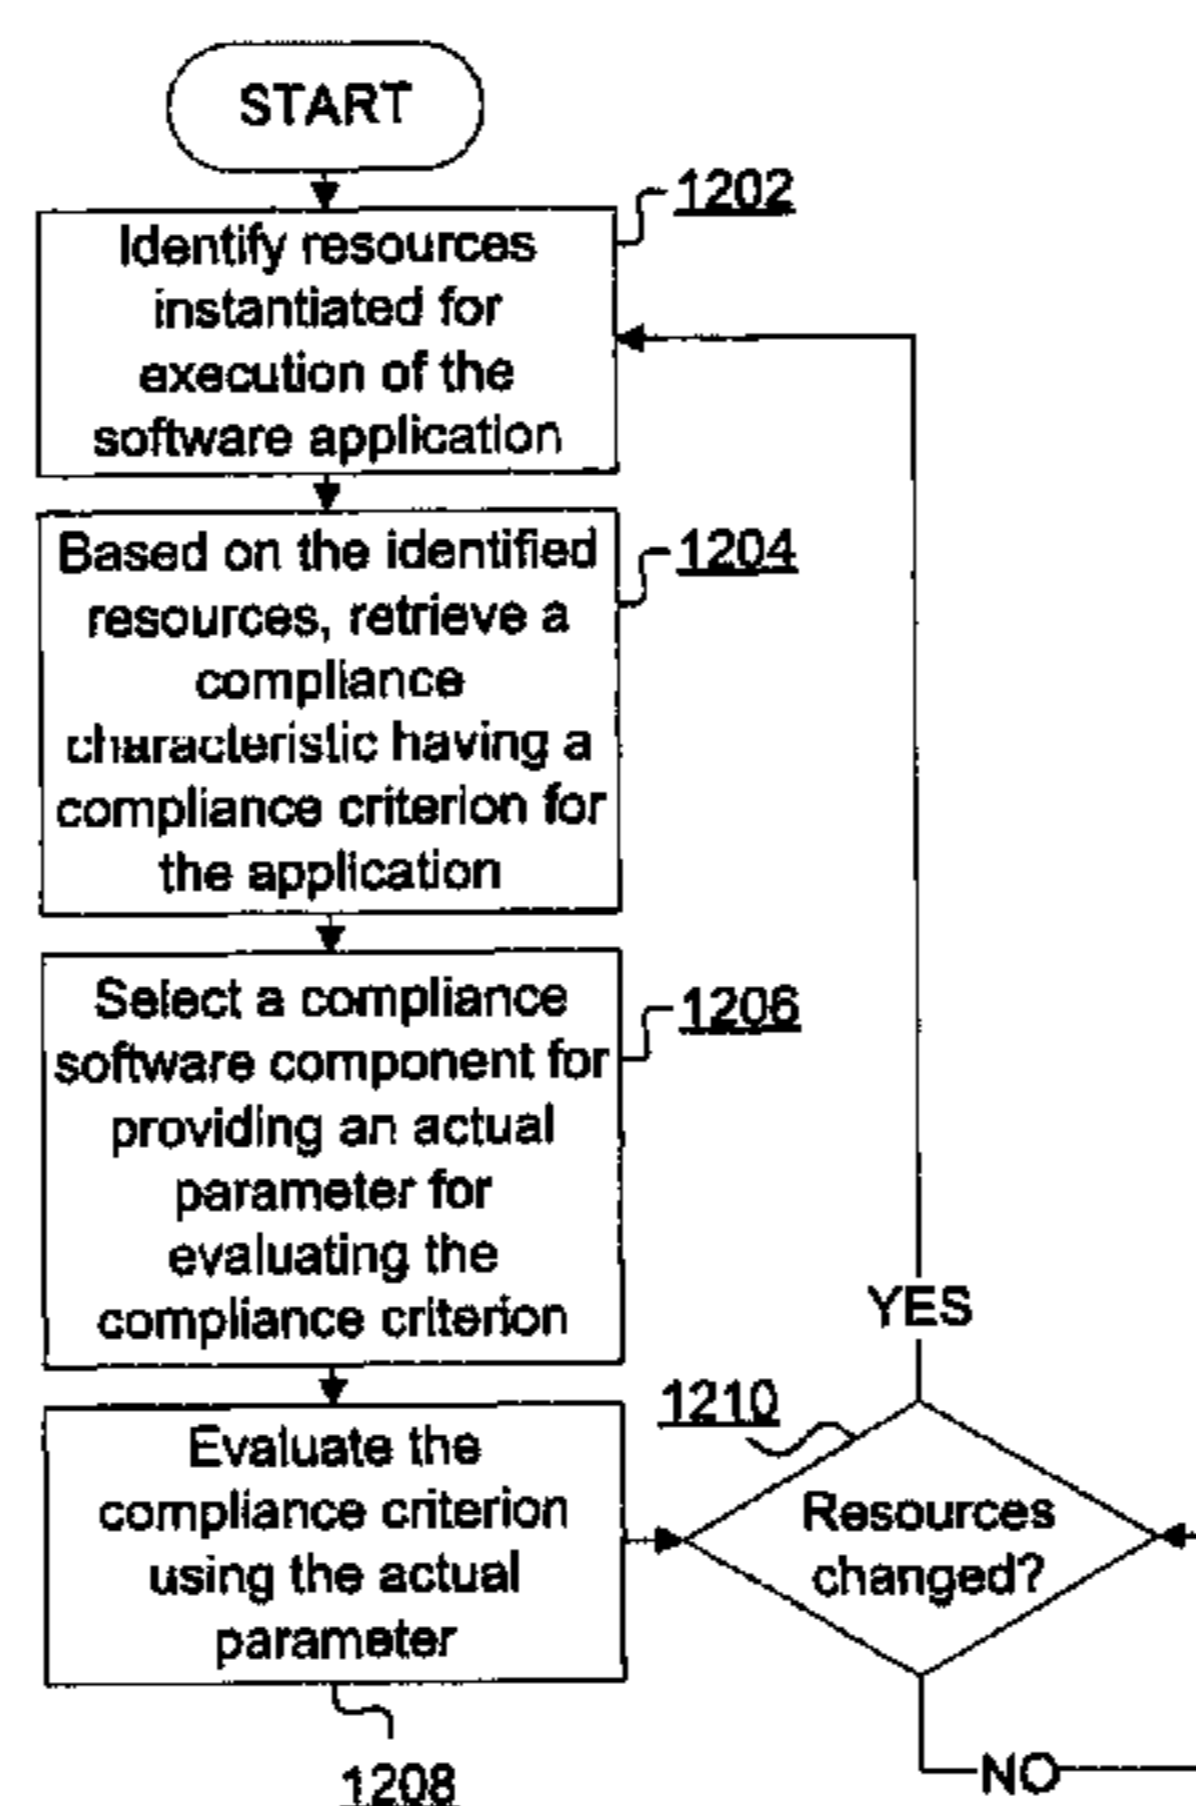 START
1202
Identify resources
instantiated for
execution of the
software application
1204
Based on the identified
resources, retrieve a
compliance
characteristic having a
compliance criterion for
the application
1206
Select a compliance
software component for
providing an actual
parameter for
evaluating the
compliance criterion
YES
1210
Evaluate the
compliance criterion
using the actual
parameter
Resources
changed?
1208
NO